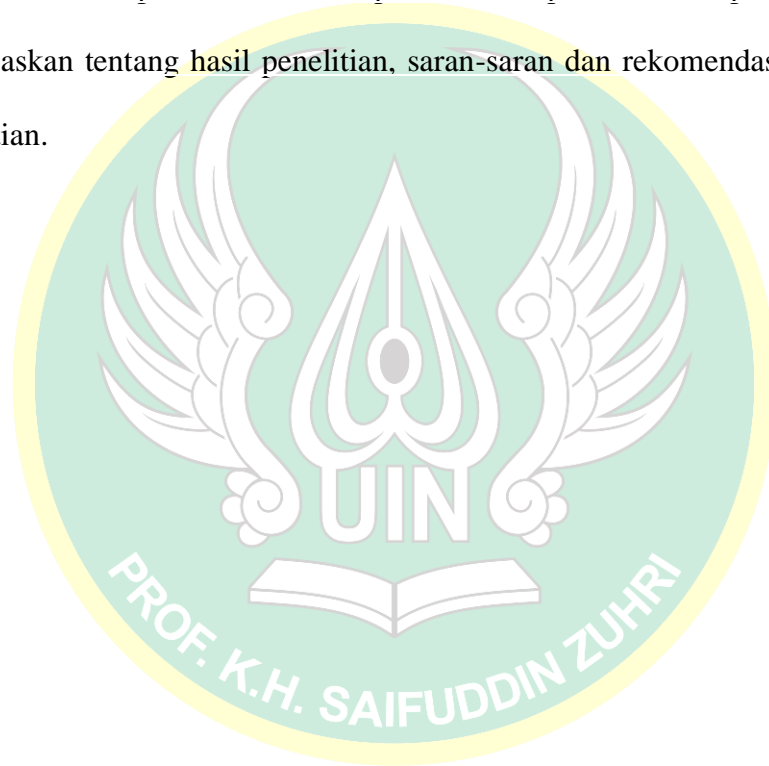 askan tentang hasil penelitian, saran-saran dan rekomendas
ian.
UIN
PROF. K.H. SAIFUDDIN ZUHRI